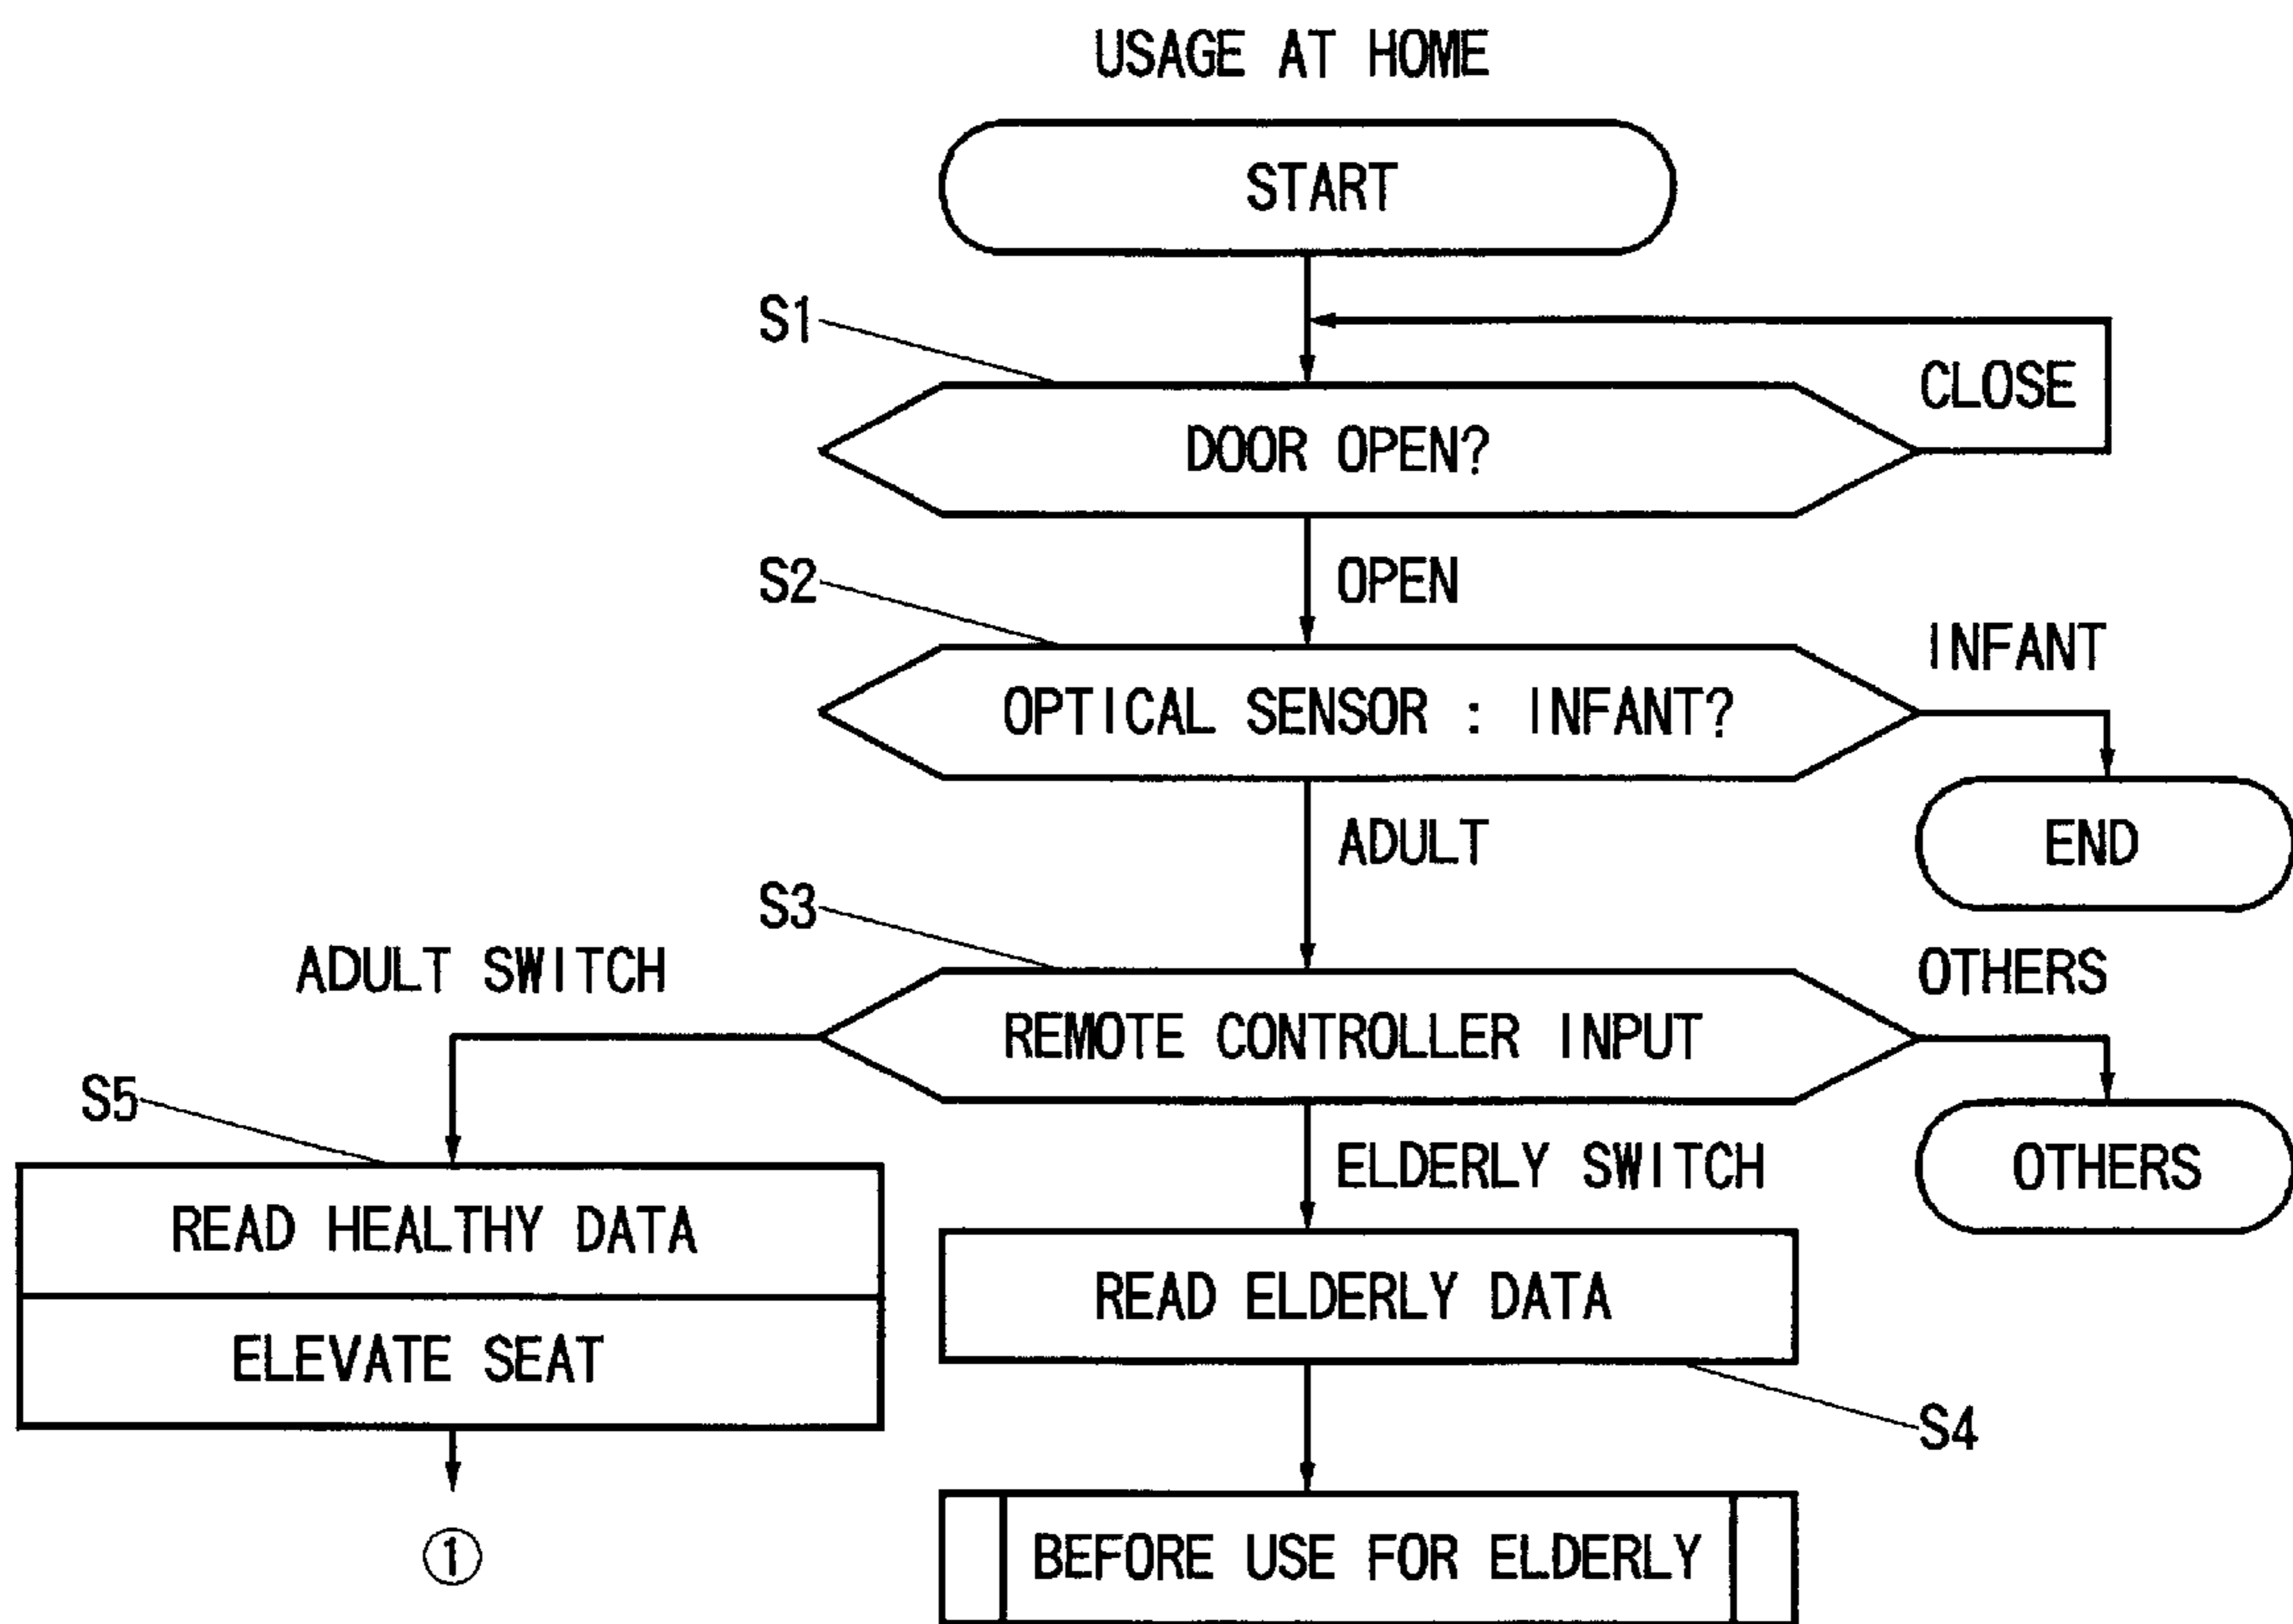 USAGE AT HOME
START
S1
CLOSE
DOOR OPEN?
S2
OPEN
INFANT
OPTICAL SENSOR : INFANT?
ADULT
END
S3
ADULT SWITCH
OTHERS
REMOTE CONTROLLER INPUT
S5
ELDERLY SWITCH
OTHERS
READ HEALTHY DATA
READ ELDERLY DATA
ELEVATE SEAT
S4
①
BEFORE USE FOR ELDERLY